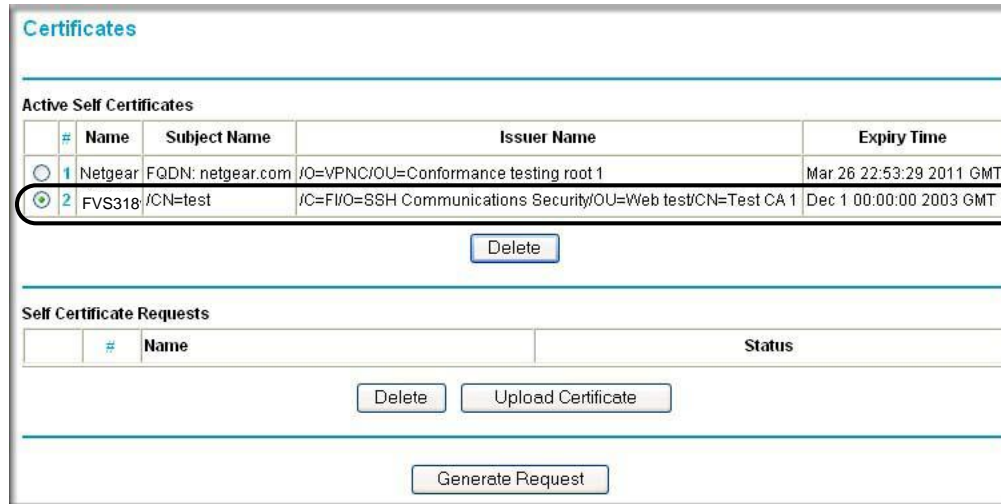 Certificates
Active Self Certificates
# Name Subject Name Issuer Name Expiry Time
1 Netgear FQDN: netgear.com /O=VPNC/OU=Conformance testing root 1 Mar 26 22:53:29 2011 GMT
2 FVS318 /CN=test /C=FI/O=SSH Communications Security/OU=Web test/CN=Test CA 1 Dec 1 00:00:00 2003 GMT
Delete
Self Certificate Requests
# Name Status
Delete Upload Certificate
Generate Request